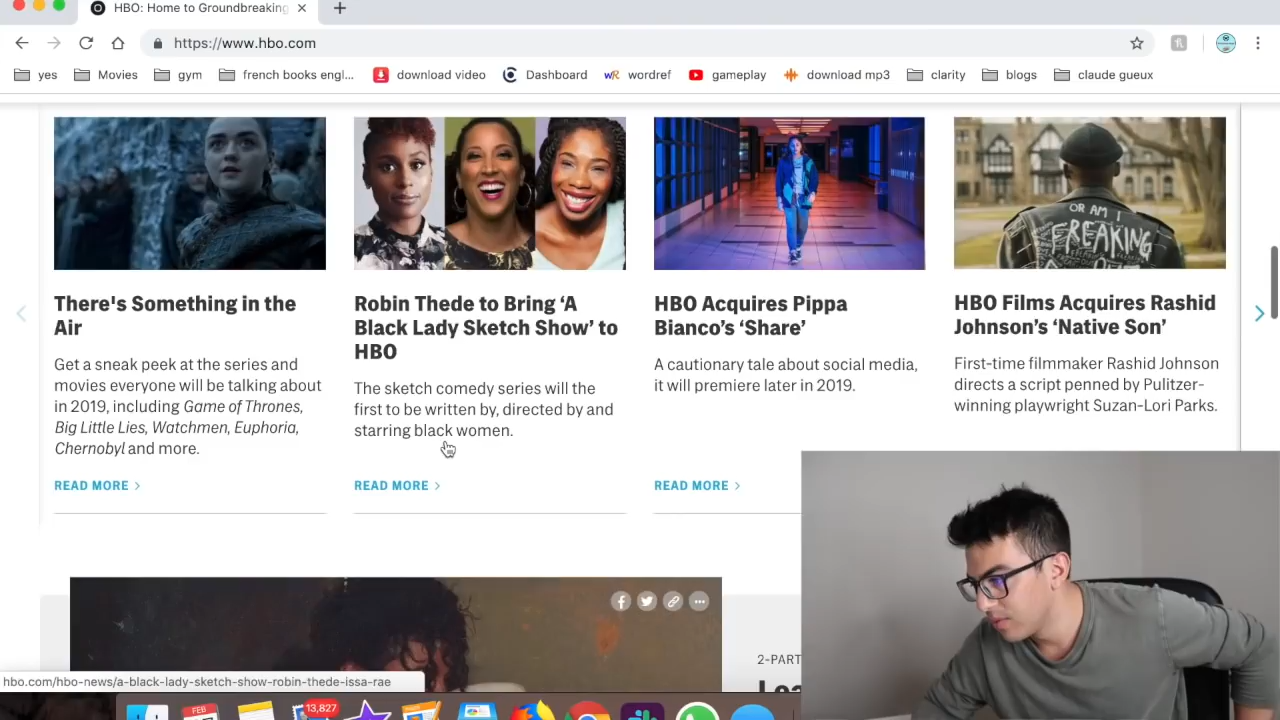 HBO: Home to Groundbreaking
https://www.hbo.com
yes
Movies
gym
french books engl...
download video
Dashboard
wordref
gameplay
download mp3
clarity
blogs
claude gueux
OR AM I
FREAKING
There's Something in the
Air
Get a sneak peek at the series and
movies everyone will be talking about
in 2019, including Game of Thrones,
Big Little Lies, Watchmen, Euphoria,
Chernobyl and more.
READ MORE
Robin Thede to Bring ‘A
Black Lady Sketch Show’ to
HBO
The sketch comedy series will the
first to be written by, directed by and
starring black women.
READ MORE
HBO Acquires Pippa
Bianco’s ‘Share’
A cautionary tale about social media,
it will premiere later in 2019.
READ MORE
HBO Films Acquires Rashid
Johnson’s ‘Native Son’
First-time filmmaker Rashid Johnson
directs a script penned by Pulitzer-
winning playwright Suzan-Lori Parks.
2-PART
hbo.com/hbo-news/a-black-lady-sketch-show-robin-thede-issa-rae
FEB
13,827